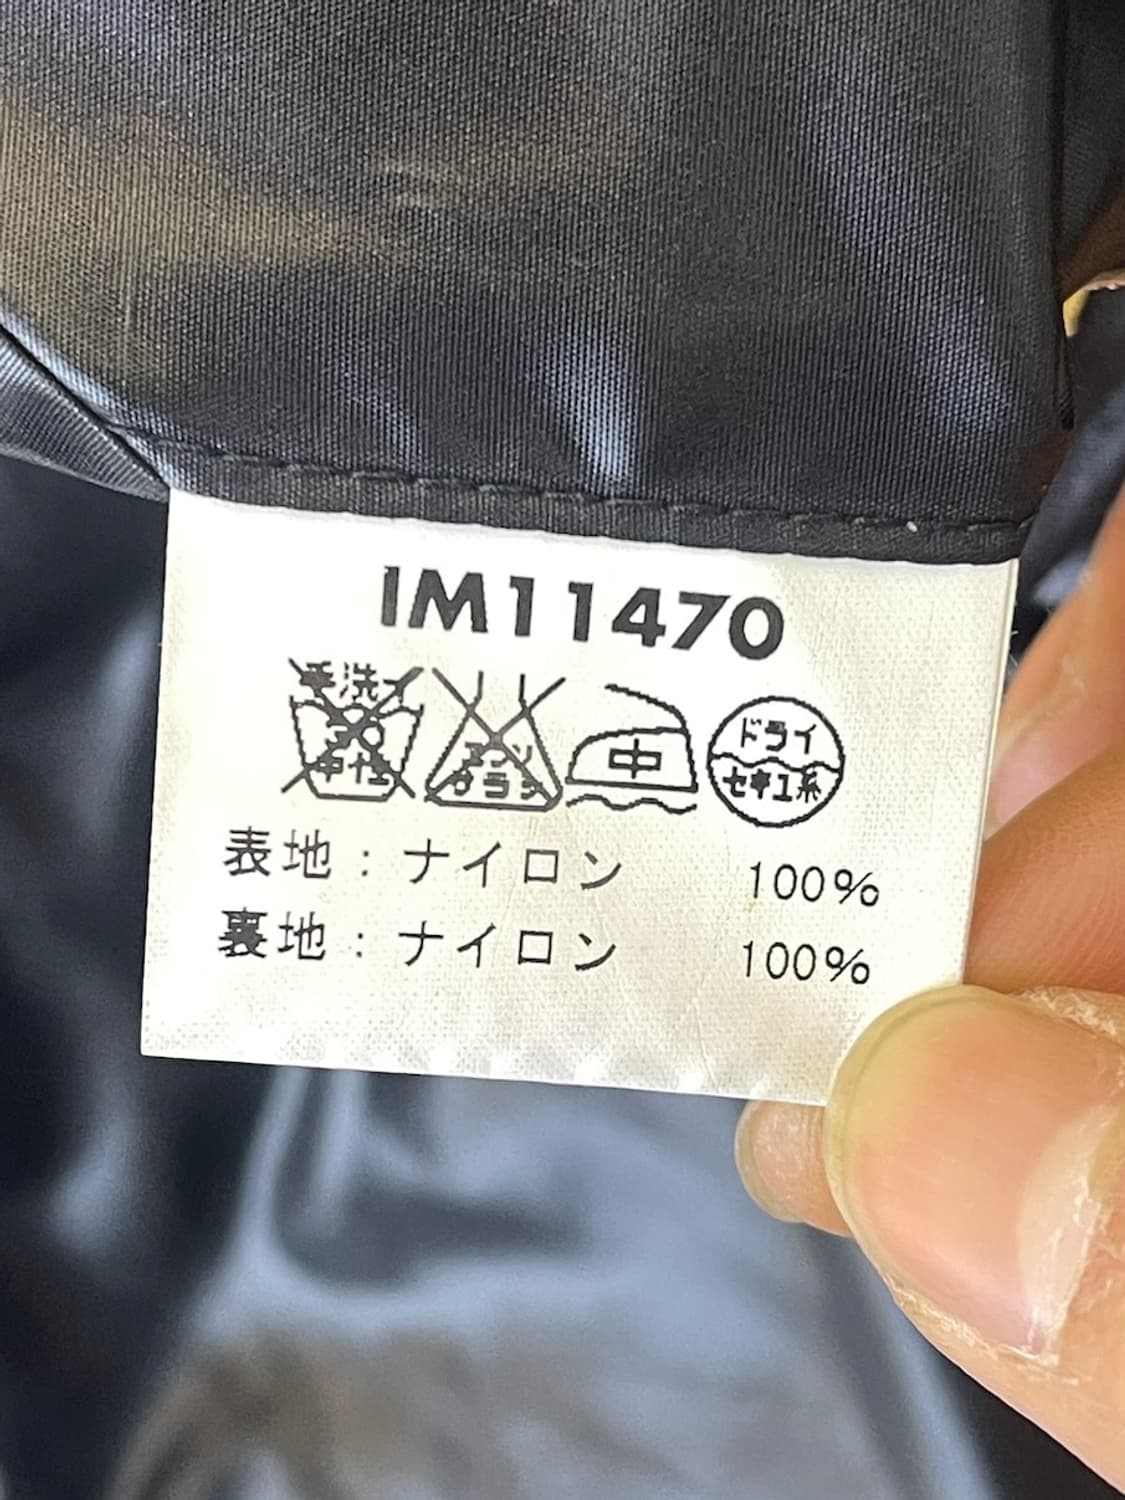 IM11470
手洗イ 中 ドライ
30 中性 エンソ サラシ セキユ系
表地：ナイロン 100%
裏地：ナイロン 100%